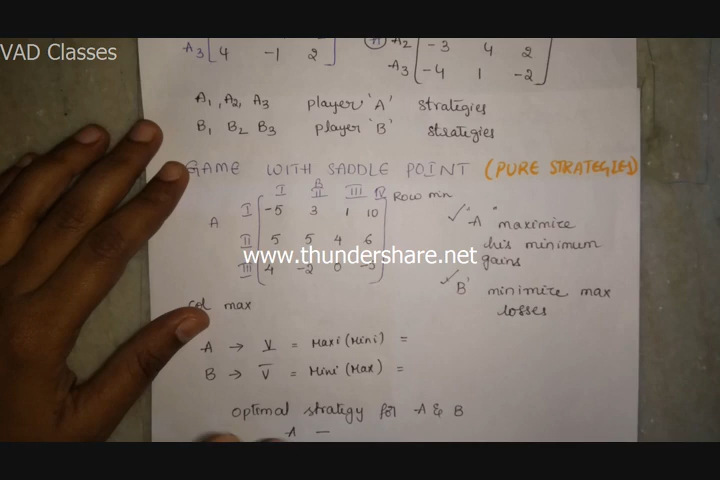 VAD Classes
A3 4 -1 2
A A2 -3 4 2
-A3 -4 1 -2
A1, A2, A3 player 'A' strategies
B1 B2 B3 player 'B' strategies
GAME WITH SADDLE POINT (PURE STRATEGIES)
B
I II III IV Row min
A
I -5 3 1 10
II 5 5 4 6
III 4 -2 0
"A" maximize
his minimum
gains
B' minimize max
losses
www.thundershare.net
col max
A → V = Maxi (Mini) =
B → V̅ = Mini (Max) =
optimal strategy for A & B
A —